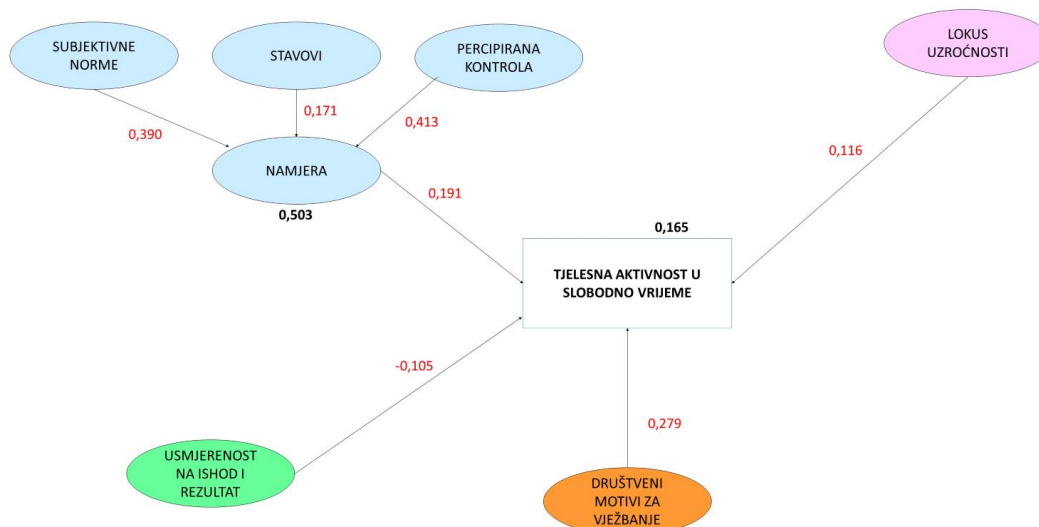 SUBJEKTIVNE
NORME
STAVOVI
PERCIPIRANA
KONTROLA
LOKUS
UZROĆNOSTI
0,390
0,171
0,413
0,116
NAMJERA
0,503
0,191
0,165
TJELESNA AKTIVNOST U
SLOBODNO VRIJEME
-0,105
0,279
USMJERENOST
NA ISHOD I
REZULTAT
DRUŠTVENI
MOTIVI ZA
VJEŽBANJE